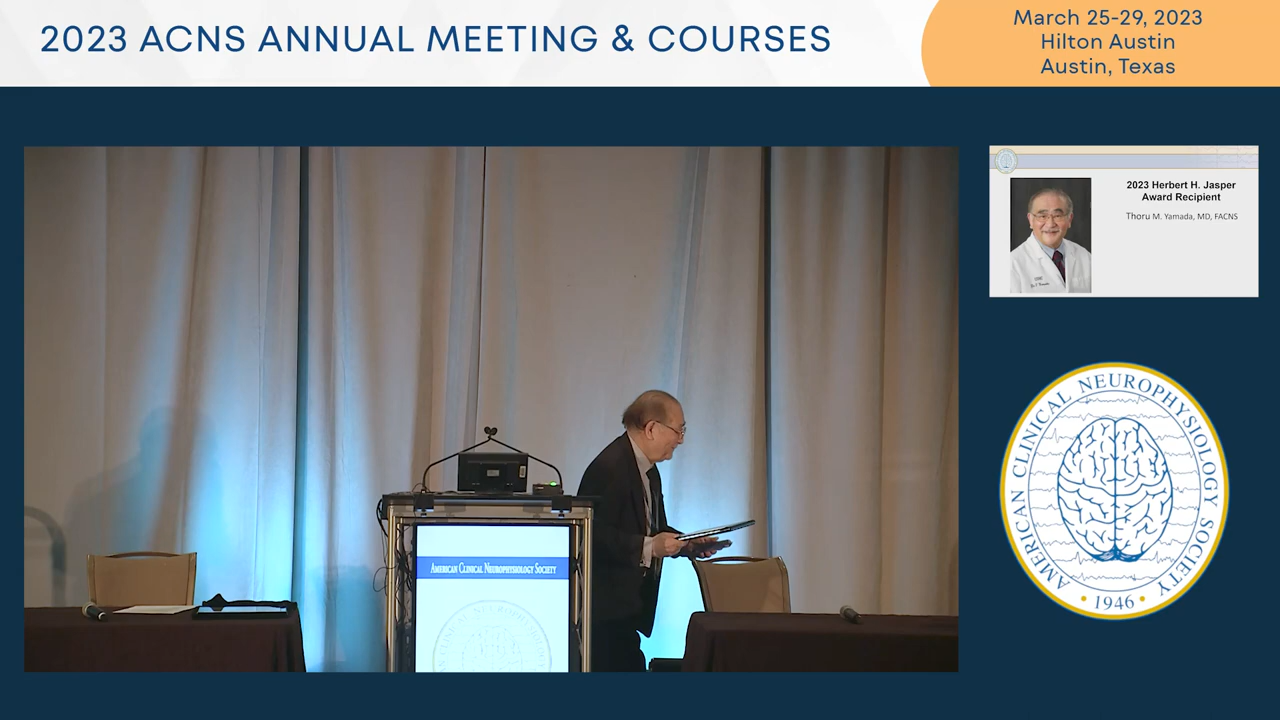 2023 ACNS ANNUAL MEETING & COURSES
March 25-29, 2023
Hilton Austin
Austin, Texas
2023 Herbert H. Jasper
Award Recipient
Thoru M. Yamada, MD, FACNS
AMERICAN CLINICAL NEUROPHYSIOLOGY SOCIETY
AMERICAN CLINICAL NEUROPHYSIOLOGY SOCIETY
• 1946 •